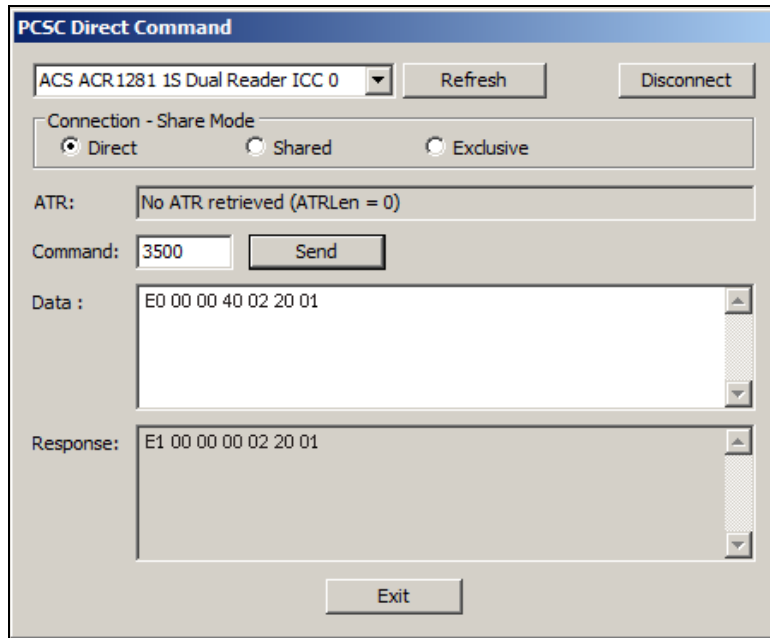 PCSC Direct Command
ACS ACR1281 1S Dual Reader ICC 0 Refresh Disconnect
Connection - Share Mode
Direct Shared Exclusive
ATR: No ATR retrieved (ATRLen = 0)
Command: 3500 Send
Data : E0 00 00 40 02 20 01
Response: E1 00 00 00 02 20 01
Exit